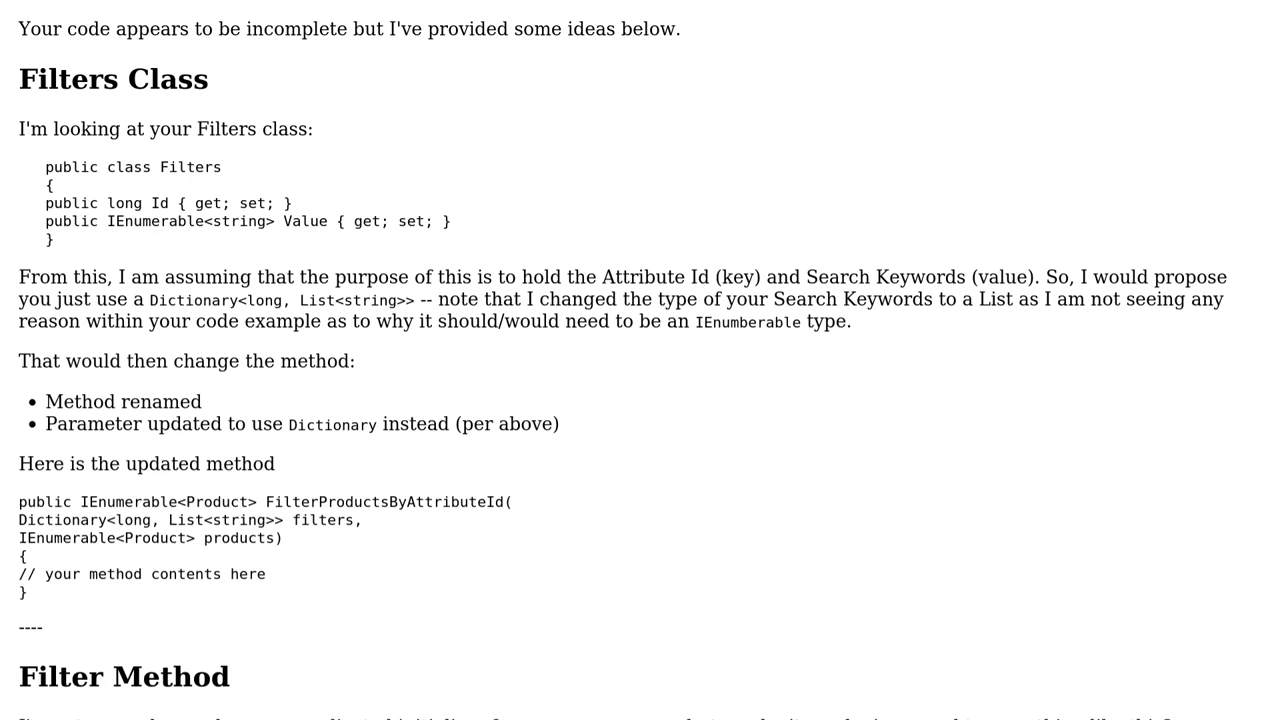 Your code appears to be incomplete but I've provided some ideas below.
Filters Class
I'm looking at your Filters class:
public class Filters
{
public long Id { get; set; }
public IEnumerable<string> Value { get; set; }
}
From this, I am assuming that the purpose of this is to hold the Attribute Id (key) and Search Keywords (value). So, I would propose
you just use a Dictionary<long, List<string>> -- note that I changed the type of your Search Keywords to a List as I am not seeing any
reason within your code example as to why it should/would need to be an IEnumberable type.
That would then change the method:
• Method renamed
• Parameter updated to use Dictionary instead (per above)
Here is the updated method
public IEnumerable<Product> FilterProductsByAttributeId(
Dictionary<long, List<string>> filters,
IEnumerable<Product> products)
{
// your method contents here
}
----
Filter Method